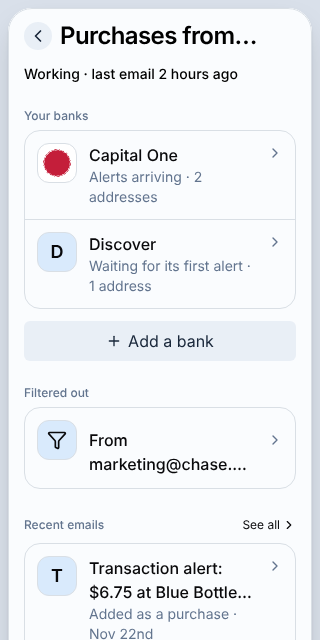 Purchases from...
Working · last email 2 hours ago
Your banks
Capital One
Alerts arriving · 2
addresses
D
Discover
Waiting for its first alert ·
1 address
+ Add a bank
Filtered out
From
marketing@chase....
Recent emails
See all
T
Transaction alert:
$6.75 at Blue Bottle...
Added as a purchase ·
Nov 22nd